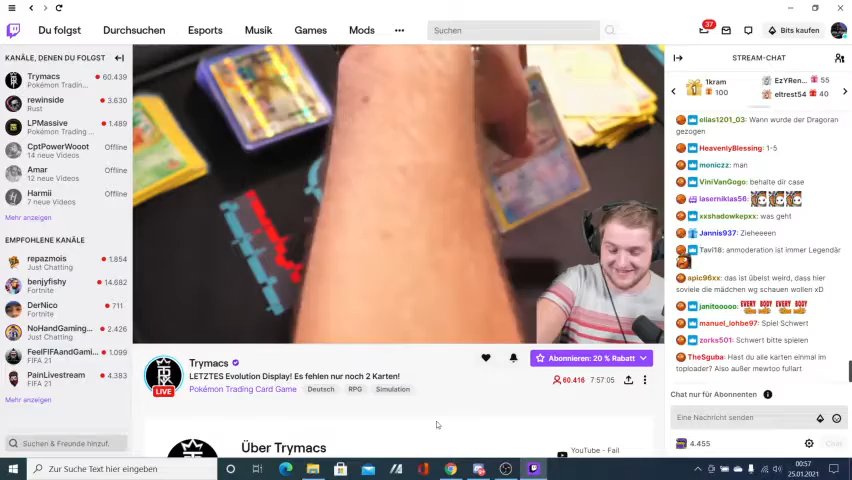 Du folgst
Durchsuchen
Esports
Musik
Games
Mods
Suchen
37
Bits kaufen
KANÄLE, DENEN DU FOLGST
Trymacs
60.439
Pokémon Tradin...
rewinside
3.630
Rust
LPMassive
1.489
Pokémon Trading ...
CptPowerWooot
Offline
14 neue Videos
Amar
Offline
12 neue Videos
Harmii
Offline
7 neue Videos
Mehr anzeigen
EMPFOHLENE KANÄLE
repazmois
1.854
Just Chatting
benjyfishy
14.682
Fortnite
DerNico
711
Fortnite
NoHandGaming...
2.426
Just Chatting
FeelFIFAandGami...
1.099
FIFA 21
PainLivestream
4.383
FIFA 21
Mehr anzeigen
Suchen & Freunde hinzuf.
LIVE
Trymacs
LETZTES Evolution Display! Es fehlen nur noch 2 Karten!
Pokémon Trading Card Game
Deutsch
RPG
Simulation
Abonnieren: 20 % Rabatt
60.416
7:57:05
Über Trymacs
YouTube - Fail
STREAM-CHAT
1
1kram
100
EzYRen...
55
eltrest54
40
elias1201_03: Wann wurde der Dragoran
gezogen
HeavenlyBlessing: 1-5
moniczz: man
ViniVanGogo: behalte dir case
laserniklas56:
xxshadowkepxx: was geht
Jannis937: Zieheeeen
Tavi18: anmoderation ist immer Legendär
apic96xx: das ist übelst weird, dass hier
soviele die mädchen wg schauen wollen xD
janitooooo: EVERY BODY EVERY BODY
manuel_lohbe97: Spiel Schwert
zorks501: Schwert bitte spielen
TheSguba: Hast du alle karten einmal im
toploader? Also außer mewtoo fullart
Chat nur für Abonnenten
Eine Nachricht senden
4.455
Chat
Zur Suche Text hier eingeben
00:57
25.01.2021